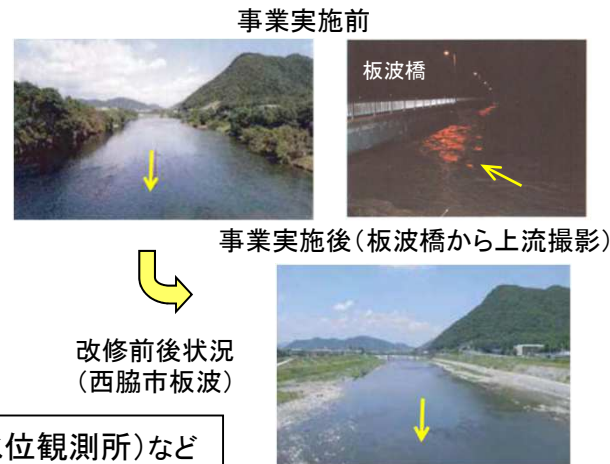 事業実施前
板波橋
事業実施後(板波橋から上流撮影)
改修前後状況
(西脇市板波)
位観測所)など